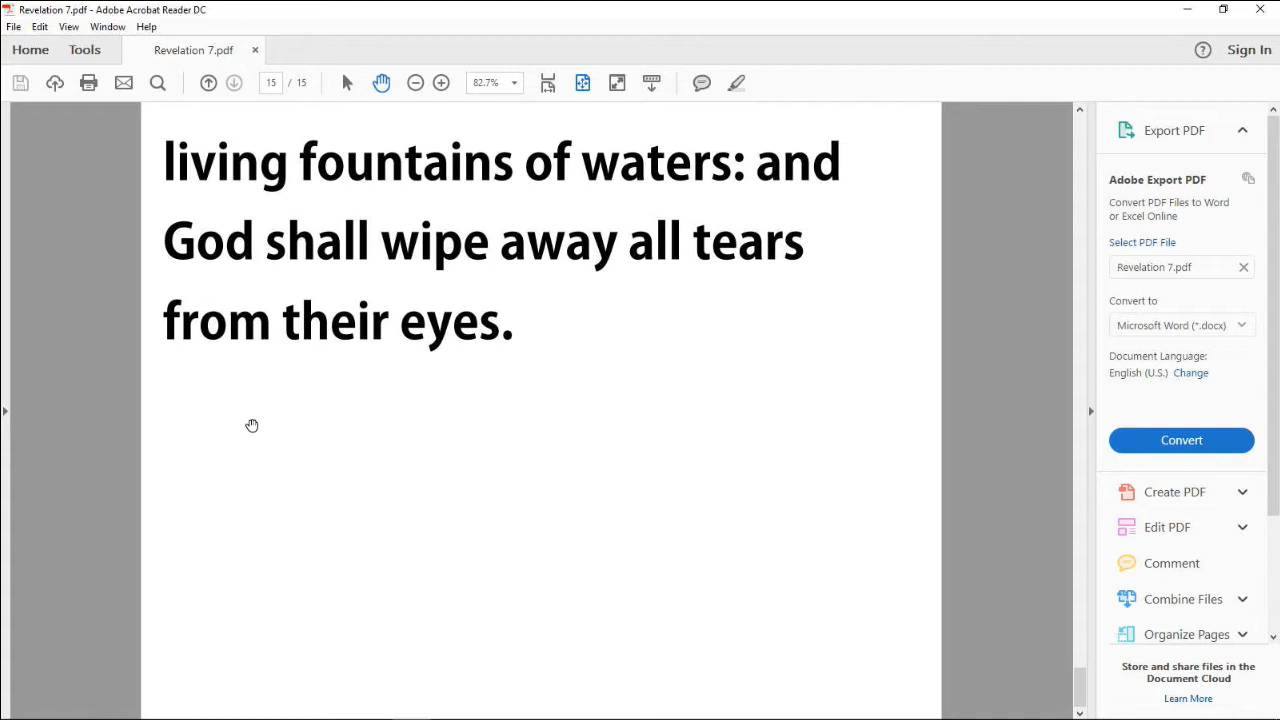 Revelation 7.pdf - Adobe Acrobat Reader DC
File Edit View Window Help
Home Tools Revelation 7.pdf Sign In
15 / 15 82.7%
living fountains of waters: and
God shall wipe away all tears
from their eyes.
Export PDF
Adobe Export PDF
Convert PDF Files to Word
or Excel Online
Select PDF File
Revelation 7.pdf
Convert to
Microsoft Word (*.docx)
Document Language:
English (U.S.) Change
Convert
Create PDF
Edit PDF
Comment
Combine Files
Organize Pages
Store and share files in the
Document Cloud
Learn More